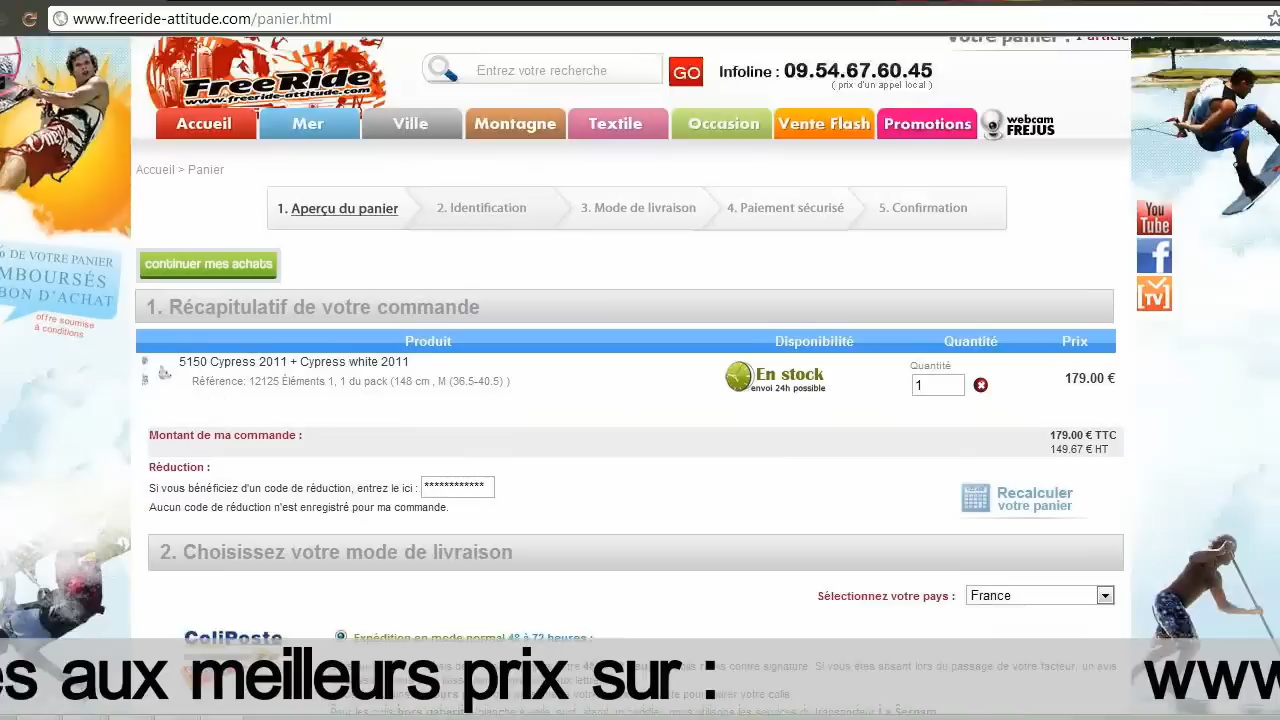 www.freeride-attitude.com/panier.html
Votre panier : 1 article
FreeRide
www.freeride-attitude.com
Entrez votre recherche
GO
Infoline : 09.54.67.60.45
( prix d'un appel local )
Accueil Mer Ville Montagne Textile Occasion Vente Flash Promotions webcam FREJUS
Accueil > Panier
1. Aperçu du panier 2. Identification 3. Mode de livraison 4. Paiement sécurisé 5. Confirmation
You Tube
f
[TV]
% DE VOTRE PANIER
MBOURSÉS
BON D'ACHAT
offre soumise
à conditions
continuer mes achats
1. Récapitulatif de votre commande
Produit Disponibilité Quantité Prix
5150 Cypress 2011 + Cypress white 2011
Référence: 12125 Éléments 1, 1 du pack (148 cm , M (36.5-40.5) )
En stock
envoi 24h possible
Quantité
1
179.00 €
Montant de ma commande : 179.00 € TTC
149.67 € HT
Réduction :
Si vous bénéficiez d'un code de réduction, entrez le ici : ************
Aucun code de réduction est enregistré pour ma commande.
Recalculer
votre panier
2. Choisissez votre mode de livraison
Sélectionnez votre pays : France
ColiPoste
Expédition en mode normal 48 à 72 heures :
es aux meilleurs prix sur : www